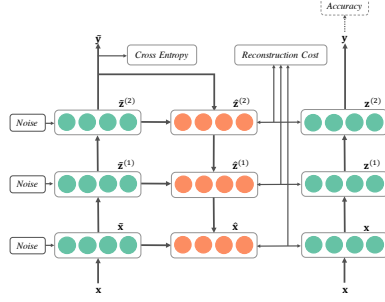 Accuracy
ỹ
y
Cross Entropy
Reconstruction Cost
z̃⁽²⁾
ẑ⁽²⁾
z⁽²⁾
Noise
z̃⁽¹⁾
ẑ⁽¹⁾
z⁽¹⁾
Noise
x̃
x̂
x
Noise
x
x